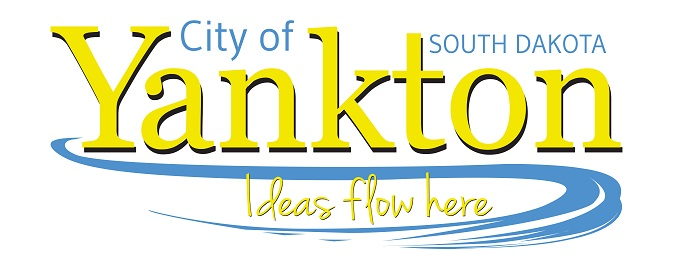 City of
SOUTH DAKOTA
Yankton
Ideas flow here